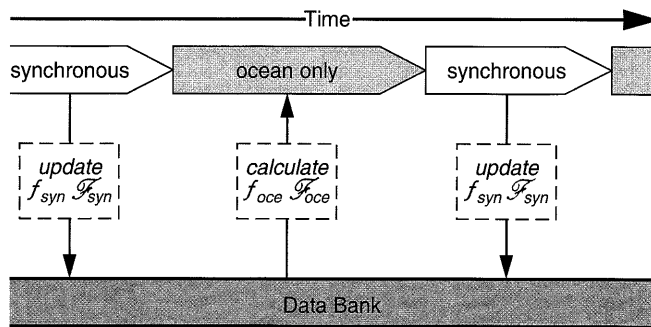 Time
synchronous
ocean only
synchronous
update
f_syn ℱ_syn
calculate
f_oce ℱ_oce
update
f_syn ℱ_syn
Data Bank